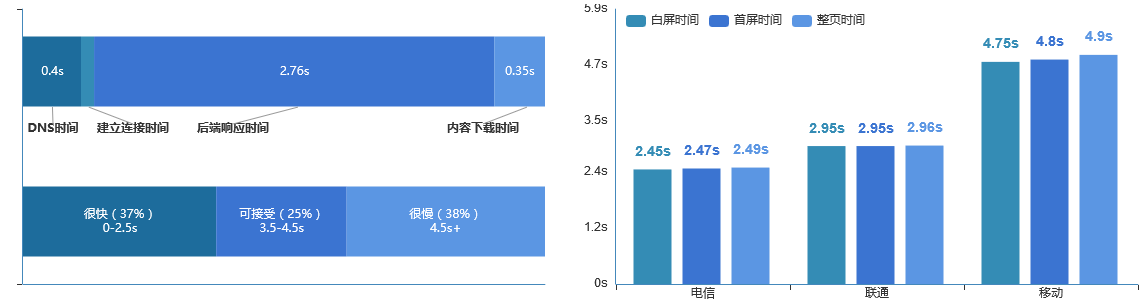 0.4s
2.76s
0.35s
DNS时间
建立连接时间
后端响应时间
内容下载时间
很快（37%）
0-2.5s
可接受（25%）
3.5-4.5s
很慢（38%）
4.5s+
5.9s
4.7s
3.5s
2.4s
1.2s
0s
白屏时间
首屏时间
整页时间
2.45s
2.47s
2.49s
2.95s
2.95s
2.96s
4.75s
4.8s
4.9s
电信
联通
移动